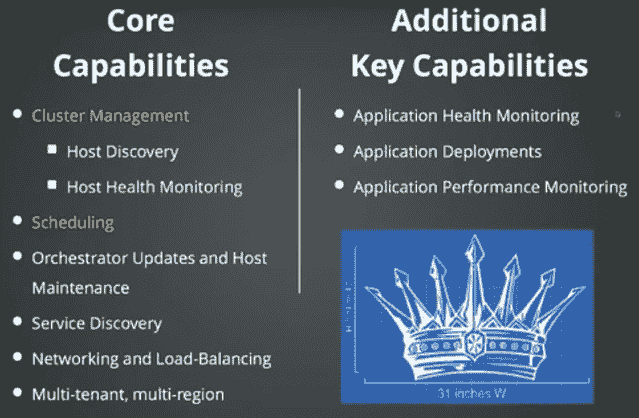 Core
Capabilities
Cluster Management
Host Discovery
Host Health Monitoring
Scheduling
Orchestrator Updates and Host
Maintenance
Service Discovery
Networking and Load-Balancing
Multi-tenant, multi-region
Additional
Key Capabilities
Application Health Monitoring
Application Deployments
Application Performance Monitoring
31 inches W